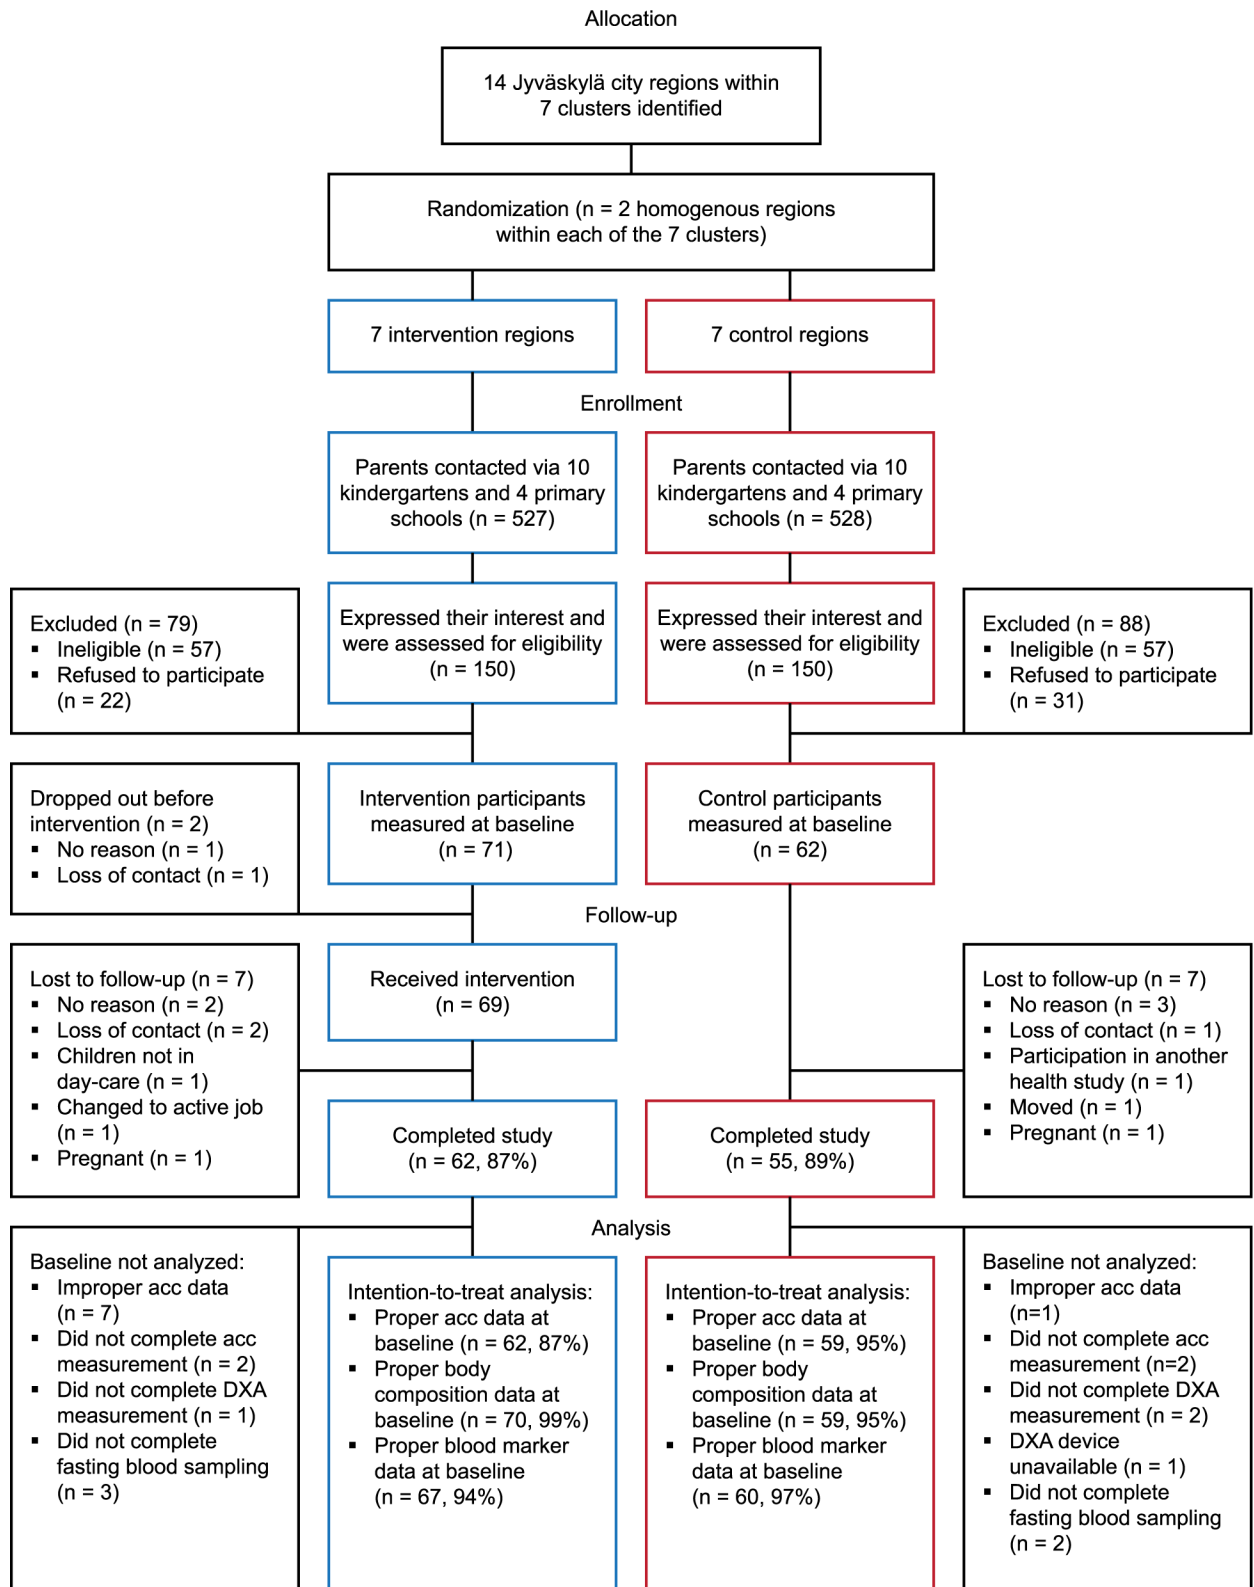 Allocation
14 Jyväskylä city regions within
7 clusters identified
Randomization (n = 2 homogenous regions
within each of the 7 clusters)
7 intervention regions
7 control regions
Enrollment
Parents contacted via 10
kindergartens and 4 primary
schools (n = 527)
Parents contacted via 10
kindergartens and 4 primary
schools (n = 528)
Expressed their interest and
were assessed for eligibility
(n = 150)
Expressed their interest and
were assessed for eligibility
(n = 150)
Excluded (n = 79)
▪ Ineligible (n = 57)
▪ Refused to participate
(n = 22)
Excluded (n = 88)
▪ Ineligible (n = 57)
▪ Refused to participate
(n = 31)
Intervention participants
measured at baseline
(n = 71)
Control participants
measured at baseline
(n = 62)
Dropped out before
intervention (n = 2)
▪ No reason (n = 1)
▪ Loss of contact (n = 1)
Follow-up
Received intervention
(n = 69)
Lost to follow-up (n = 7)
▪ No reason (n = 2)
▪ Loss of contact (n = 2)
▪ Children not in
day-care (n = 1)
▪ Changed to active job
(n = 1)
▪ Pregnant (n = 1)
Lost to follow-up (n = 7)
▪ No reason (n = 3)
▪ Loss of contact (n = 1)
▪ Participation in another
health study (n = 1)
▪ Moved (n = 1)
▪ Pregnant (n = 1)
Completed study
(n = 62, 87%)
Completed study
(n = 55, 89%)
Analysis
Baseline not analyzed:
▪ Improper acc data
(n = 7)
▪ Did not complete acc
measurement (n = 2)
▪ Did not complete DXA
measurement (n = 1)
▪ Did not complete
fasting blood sampling
(n = 3)
Intention-to-treat analysis:
▪ Proper acc data at
baseline (n = 62, 87%)
▪ Proper body
composition data at
baseline (n = 70, 99%)
▪ Proper blood marker
data at baseline
(n = 67, 94%)
Intention-to-treat analysis:
▪ Proper acc data at
baseline (n = 59, 95%)
▪ Proper body
composition data at
baseline (n = 59, 95%)
▪ Proper blood marker
data at baseline
(n = 60, 97%)
Baseline not analyzed:
▪ Improper acc data
(n=1)
▪ Did not complete acc
measurement (n=2)
▪ Did not complete DXA
measurement (n = 2)
▪ DXA device
unavailable (n = 1)
▪ Did not complete
fasting blood sampling
(n = 2)